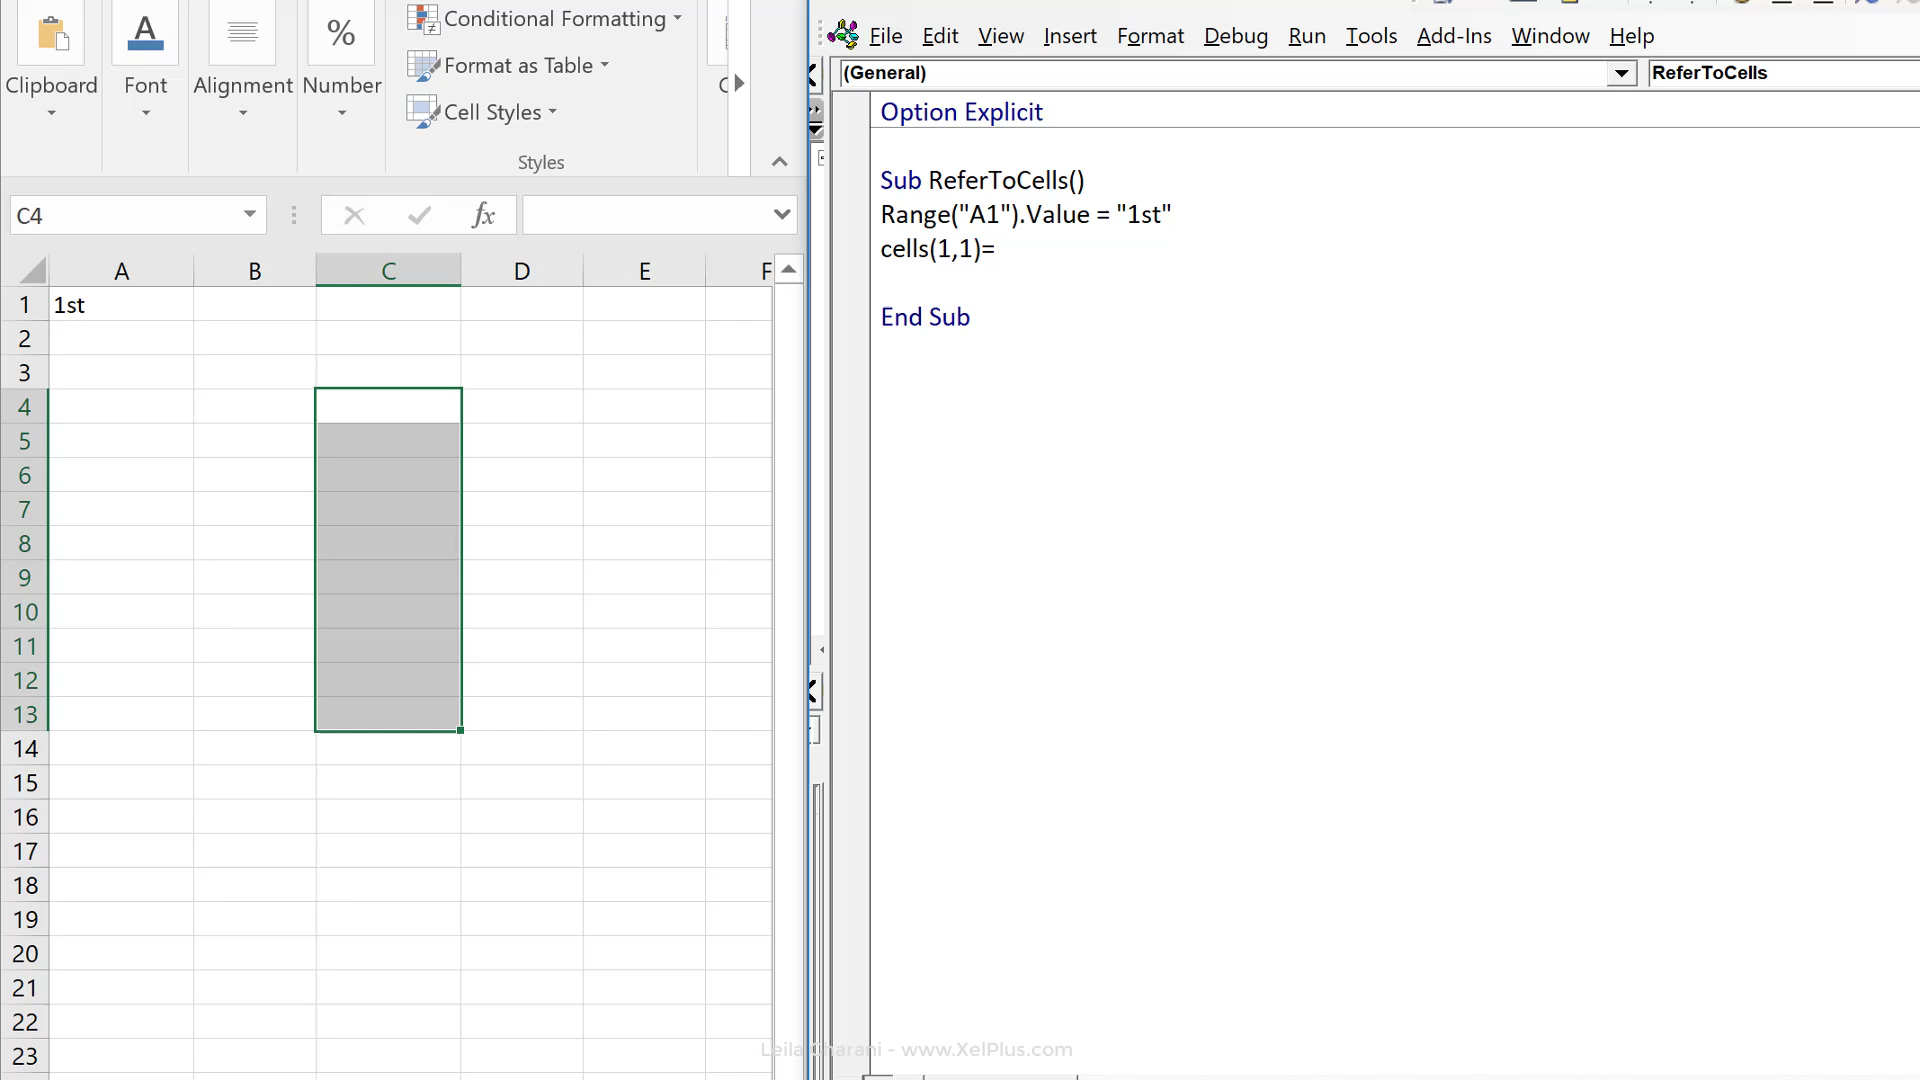 Clipboard
Font
Alignment
Number
Conditional Formatting
Format as Table
Cell Styles
Styles
C4
fx
A B C D E F
1 1st
2
3
4
5
6
7
8
9
10
11
12
13
14
15
16
17
18
19
20
21
22
23
File Edit View Insert Format Debug Run Tools Add-Ins Window Help
(General)
ReferToCells
Option Explicit
Sub ReferToCells()
Range("A1").Value = "1st"
cells(1,1)=
End Sub
Leila Gharani - www.XelPlus.com